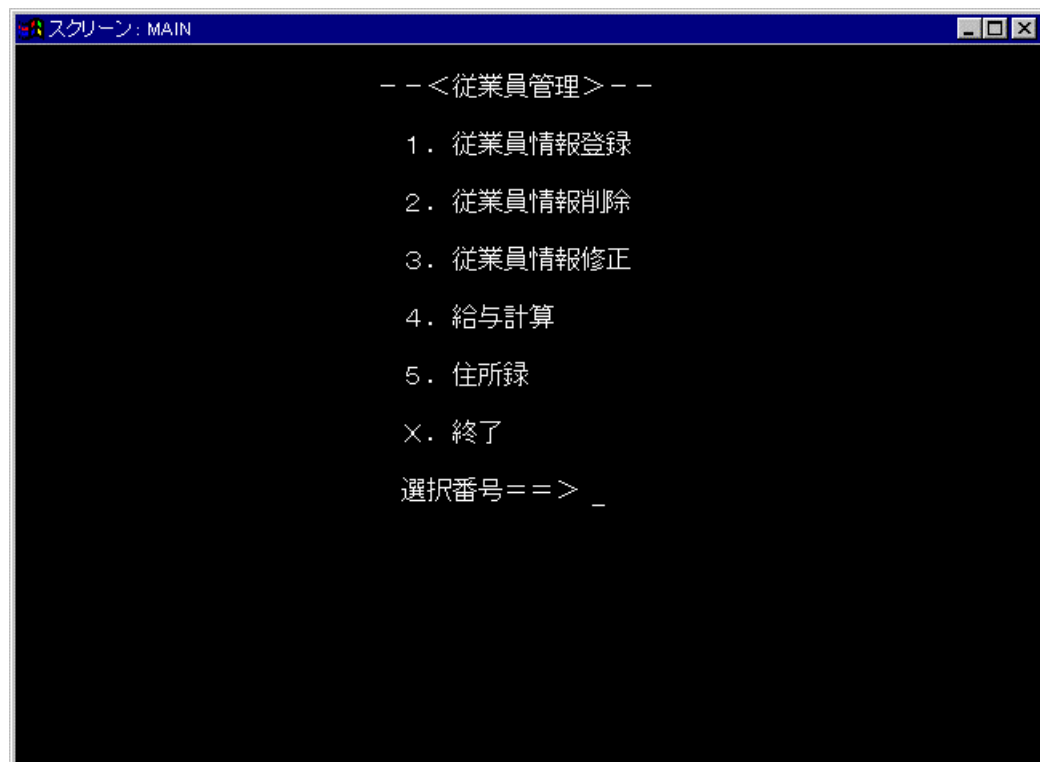 スクリーン：MAIN
－－＜従業員管理＞－－
１．従業員情報登録
２．従業員情報削除
３．従業員情報修正
４．給与計算
５．住所録
Ｘ．終了
選択番号＝＝＞ _